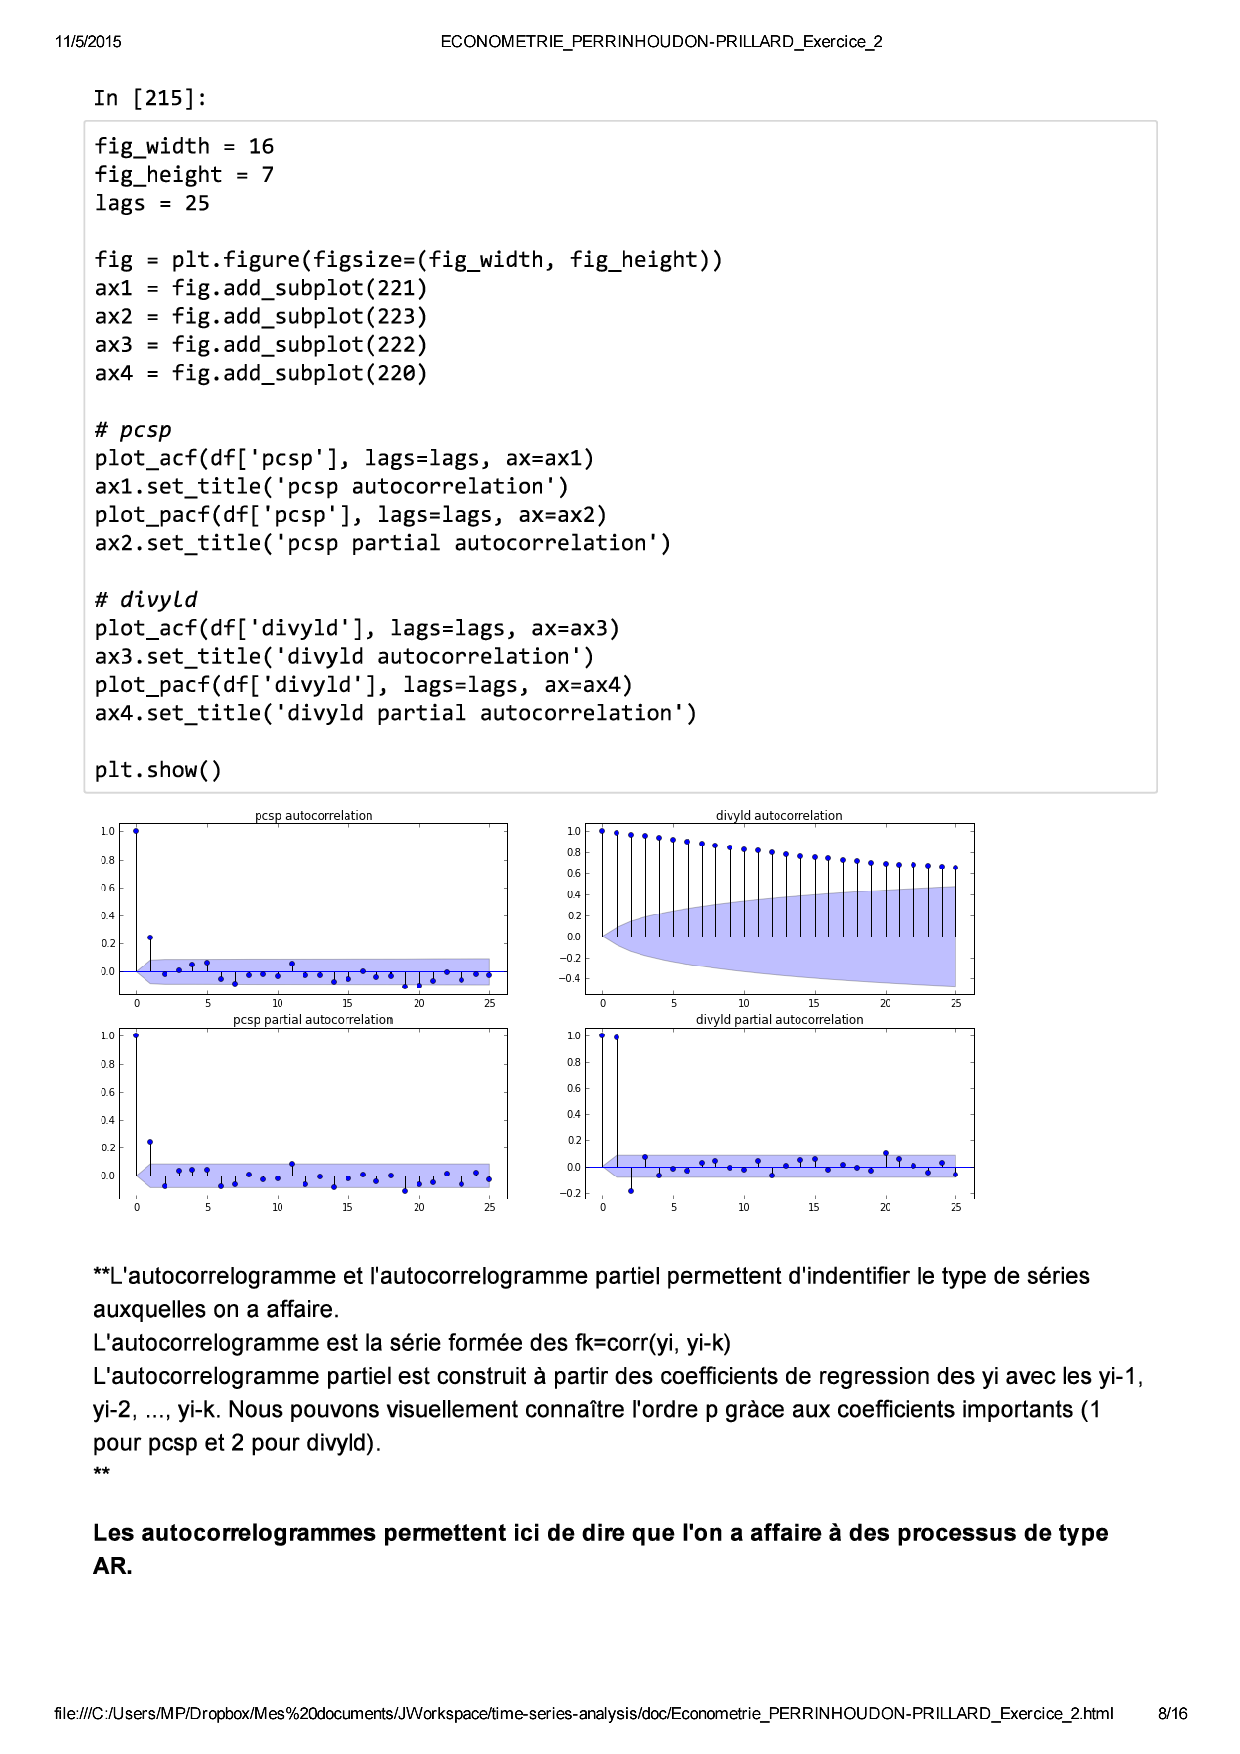 11/5/2015 ECONOMETRIE_PERRINHOUDON-PRILLARD_Exercice_2
In [215]:
fig_width = 16
fig_height = 7
lags = 25
fig = plt.figure(figsize=(fig_width, fig_height))
ax1 = fig.add_subplot(221)
ax2 = fig.add_subplot(223)
ax3 = fig.add_subplot(222)
ax4 = fig.add_subplot(220)
# pcsp
plot_acf(df['pcsp'], lags=lags, ax=ax1)
ax1.set_title('pcsp autocorrelation')
plot_pacf(df['pcsp'], lags=lags, ax=ax2)
ax2.set_title('pcsp partial autocorrelation')
# divyld
plot_acf(df['divyld'], lags=lags, ax=ax3)
ax3.set_title('divyld autocorrelation')
plot_pacf(df['divyld'], lags=lags, ax=ax4)
ax4.set_title('divyld partial autocorrelation')
plt.show()
pcsp autocorrelation
1.0
0.8
0.6
0.4
0.2
0.0
0 5 10 15 20 25
divyld autocorrelation
1.0
0.8
0.6
0.4
0.2
0.0
−0.2
−0.4
0 5 10 15 20 25
pcsp partial autocorrelation
1.0
0.8
0.6
0.4
0.2
0.0
0 5 10 15 20 25
divyld partial autocorrelation
1.0
0.8
0.6
0.4
0.2
0.0
−0.2
0 5 10 15 20 25
**L'autocorrelogramme et l'autocorrelogramme partiel permettent d'indentifier le type de séries
auxquelles on a affaire.
L'autocorrelogramme est la série formée des fk=corr(yi, yi-k)
L'autocorrelogramme partiel est construit à partir des coefficients de regression des yi avec les yi-1,
yi-2, ..., yi-k. Nous pouvons visuellement connaître l'ordre p gràce aux coefficients importants (1
pour pcsp et 2 pour divyld).
**
Les autocorrelogrammes permettent ici de dire que l'on a affaire à des processus de type
AR.
file:///C:/Users/MP/Dropbox/Mes%20documents/JWorkspace/time-series-analysis/doc/Econometrie_PERRINHOUDON-PRILLARD_Exercice_2.html 8/16